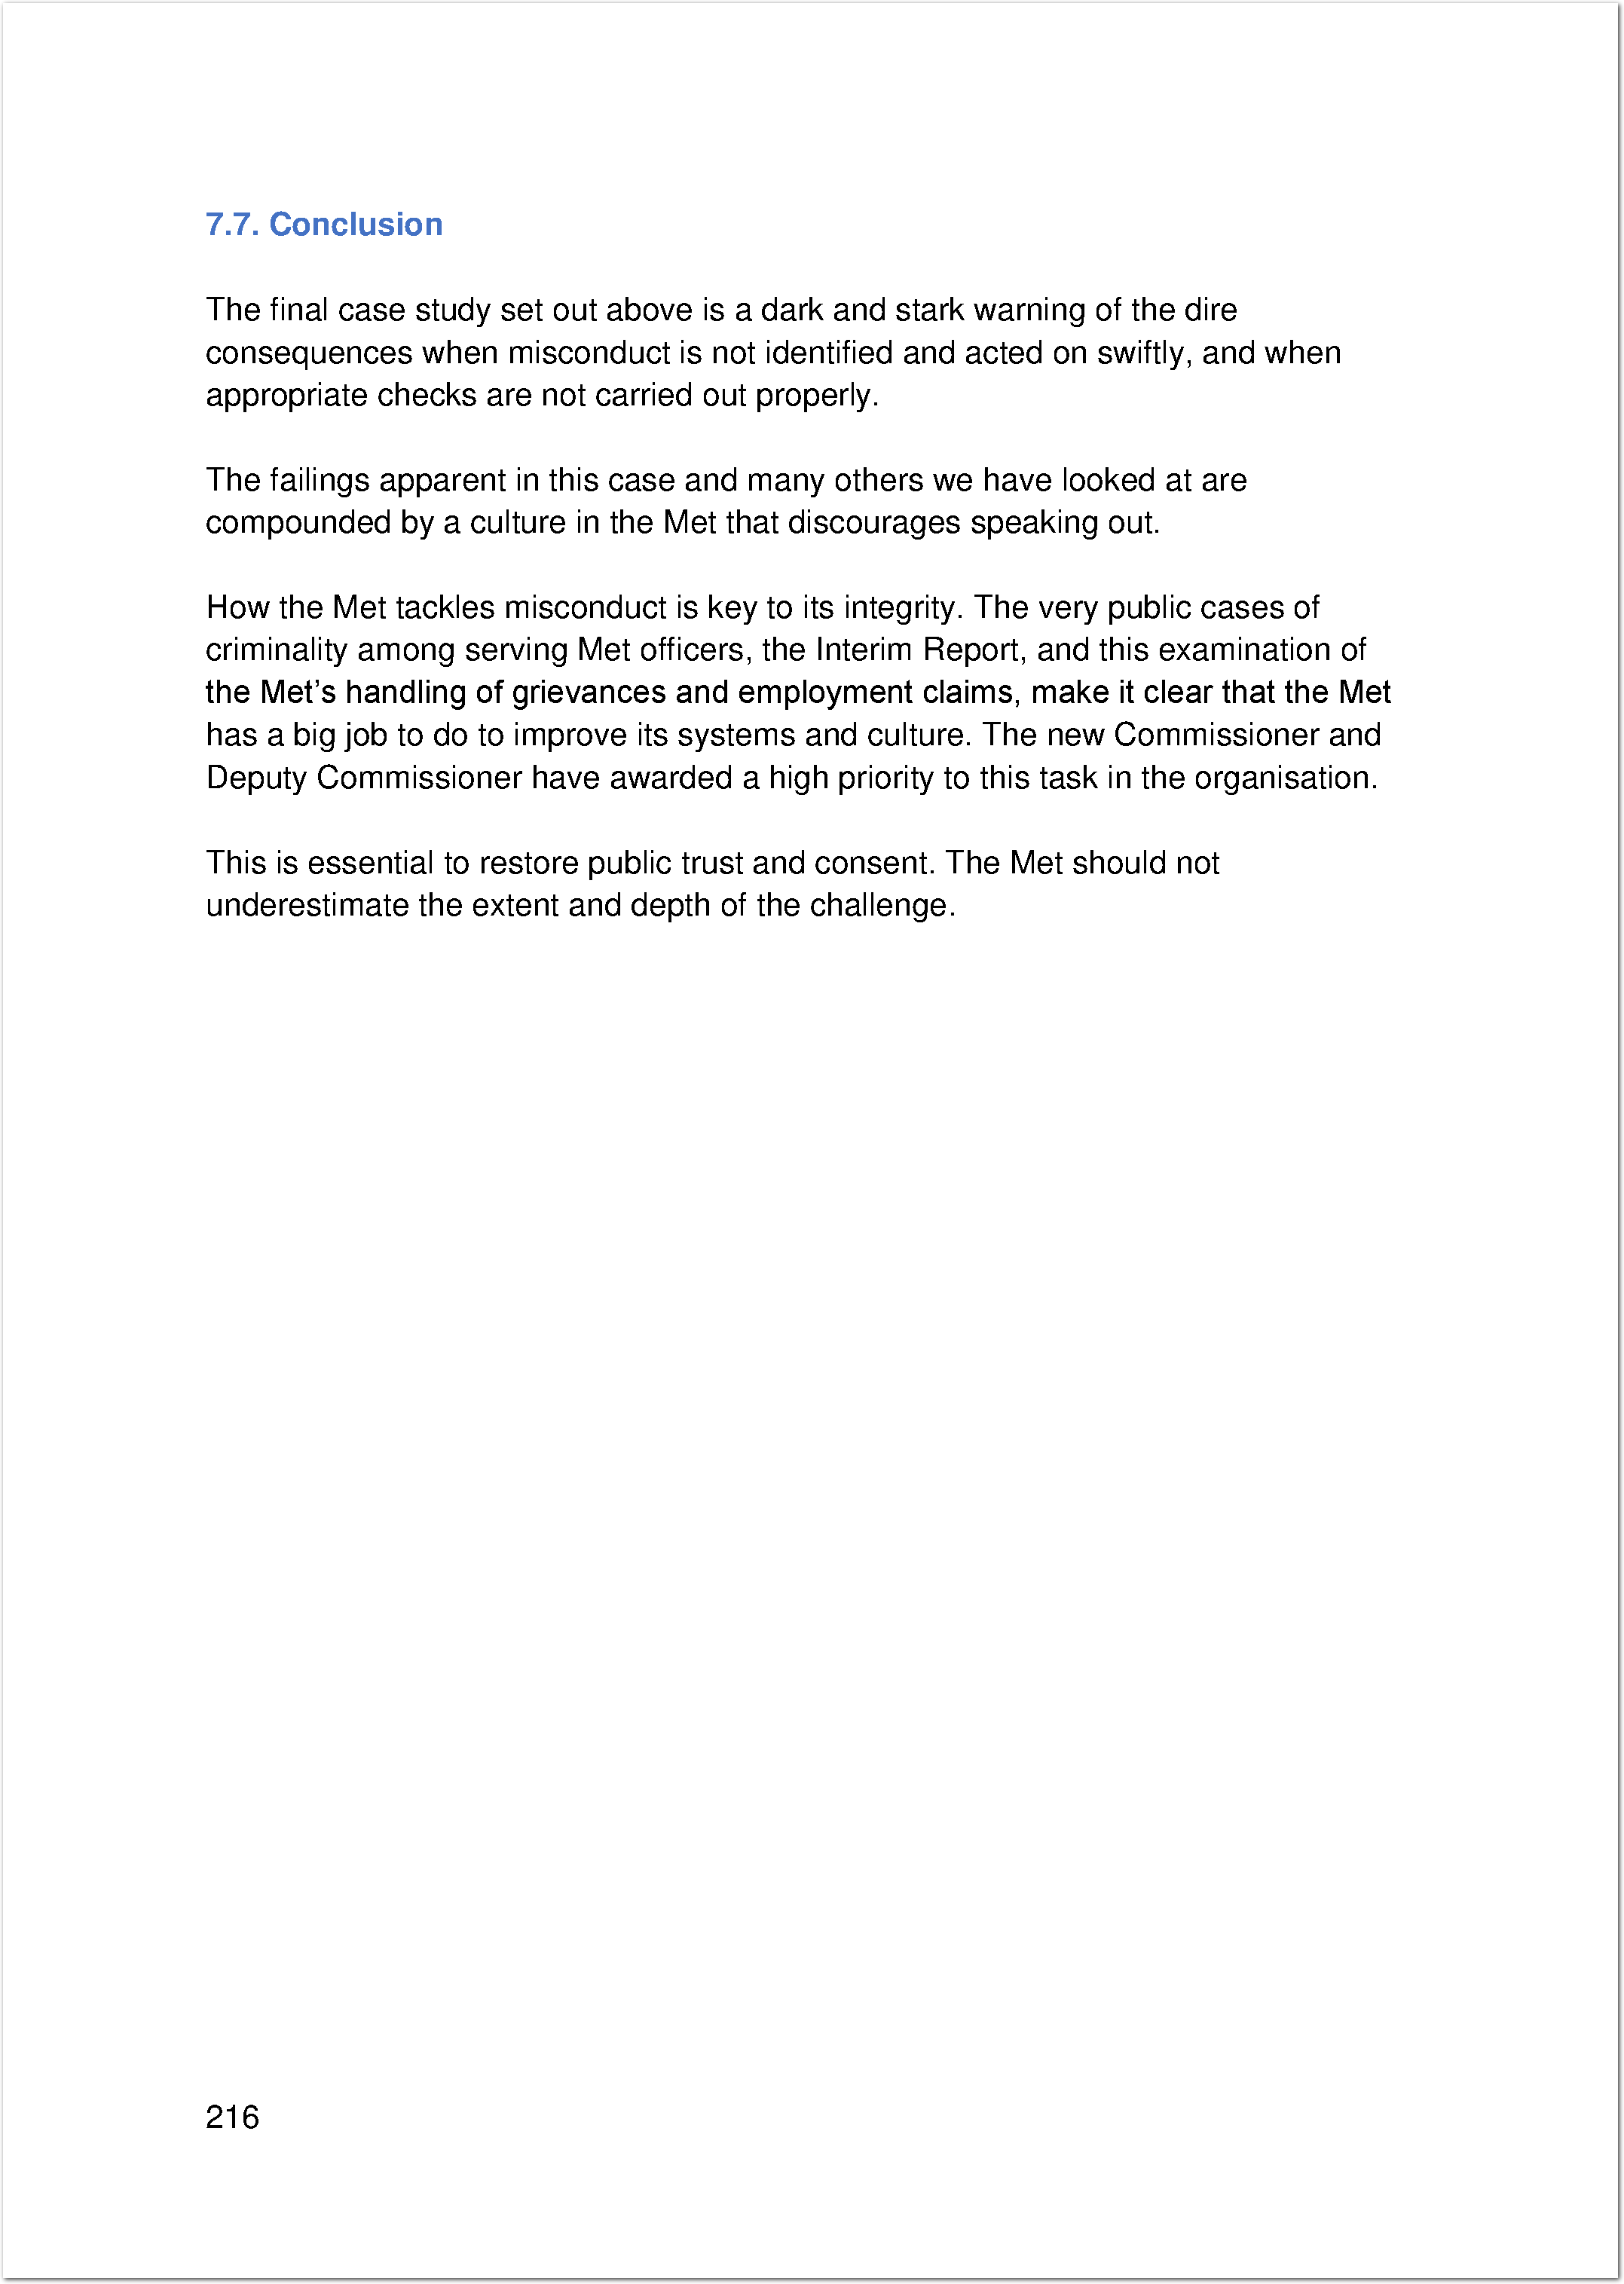 7.7. Conclusion
The final case study set out above is a dark and stark warning of the dire
consequences when misconduct is not identified and acted on swiftly, and when
appropriate checks are not carried out properly.
The failings apparent in this case and many others we have looked at are
compounded by a culture in the Met that discourages speaking out.
How the Met tackles misconduct is key to its integrity. The very public cases of
criminality among serving Met officers, the Interim Report, and this examination of
the Met’s handling of grievances and employment claims, make it clear that the Met
has a big job to do to improve its systems and culture. The new Commissioner and
Deputy Commissioner have awarded a high priority to this task in the organisation.
This is essential to restore public trust and consent. The Met should not
underestimate the extent and depth of the challenge.
216